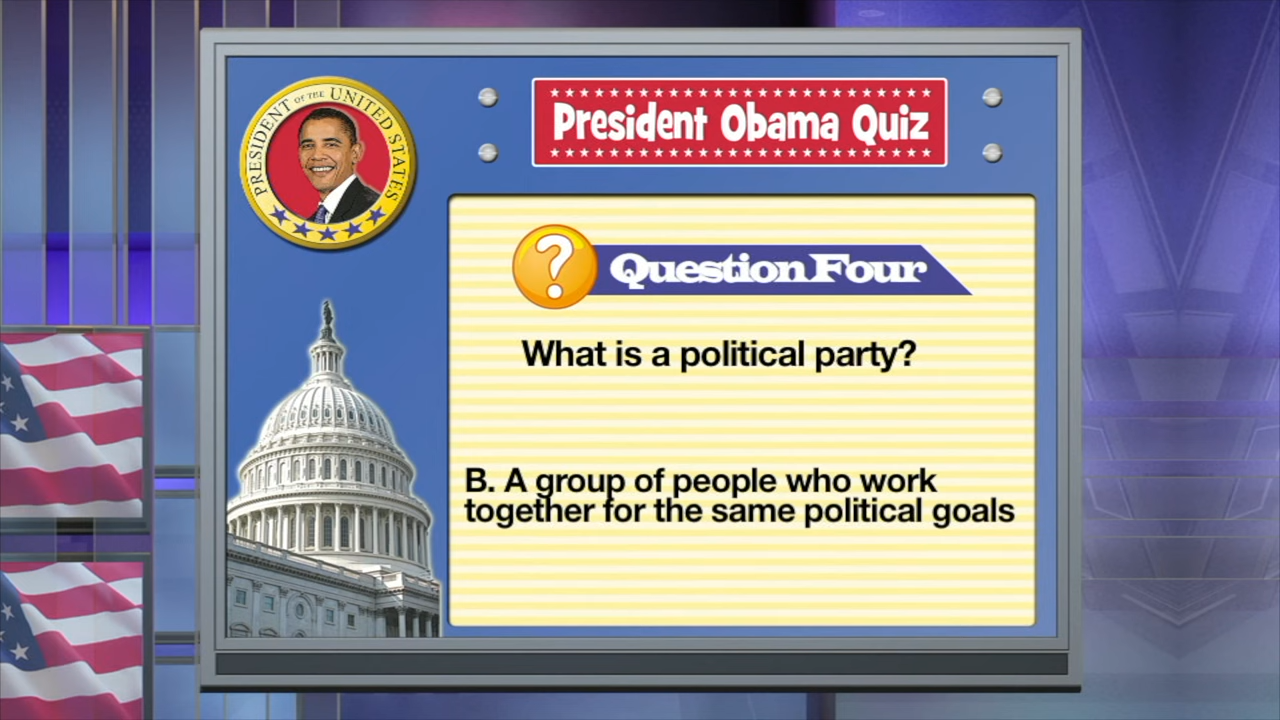 PRESIDENT OF THE UNITED STATES
President Obama Quiz
?
Question Four
What is a political party?
B. A group of people who work
together for the same political goals